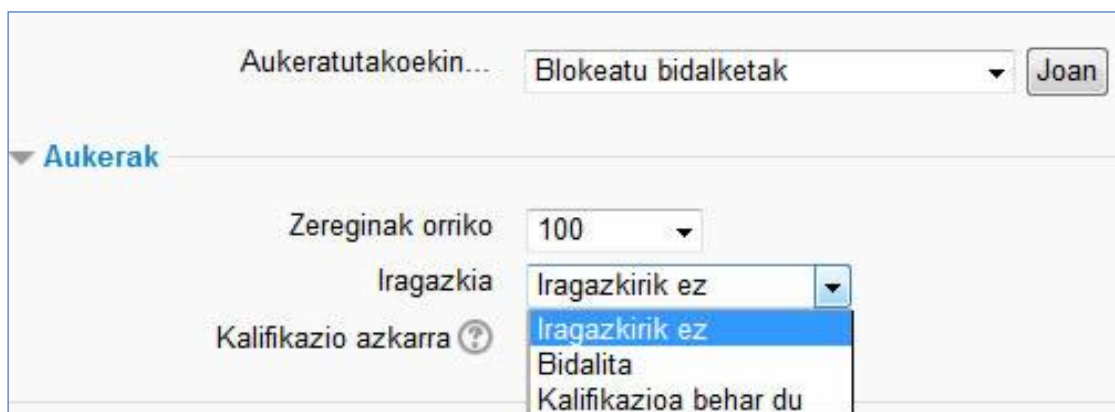 Aukeratutakoekin... Blokeatu bidalketak Joan
Aukerak
Zereginak orriko 100
Iragazkia Iragazkirik ez
Kalifikazio azkarra ? Iragazkirik ez
Bidalita
Kalifikazioa behar du